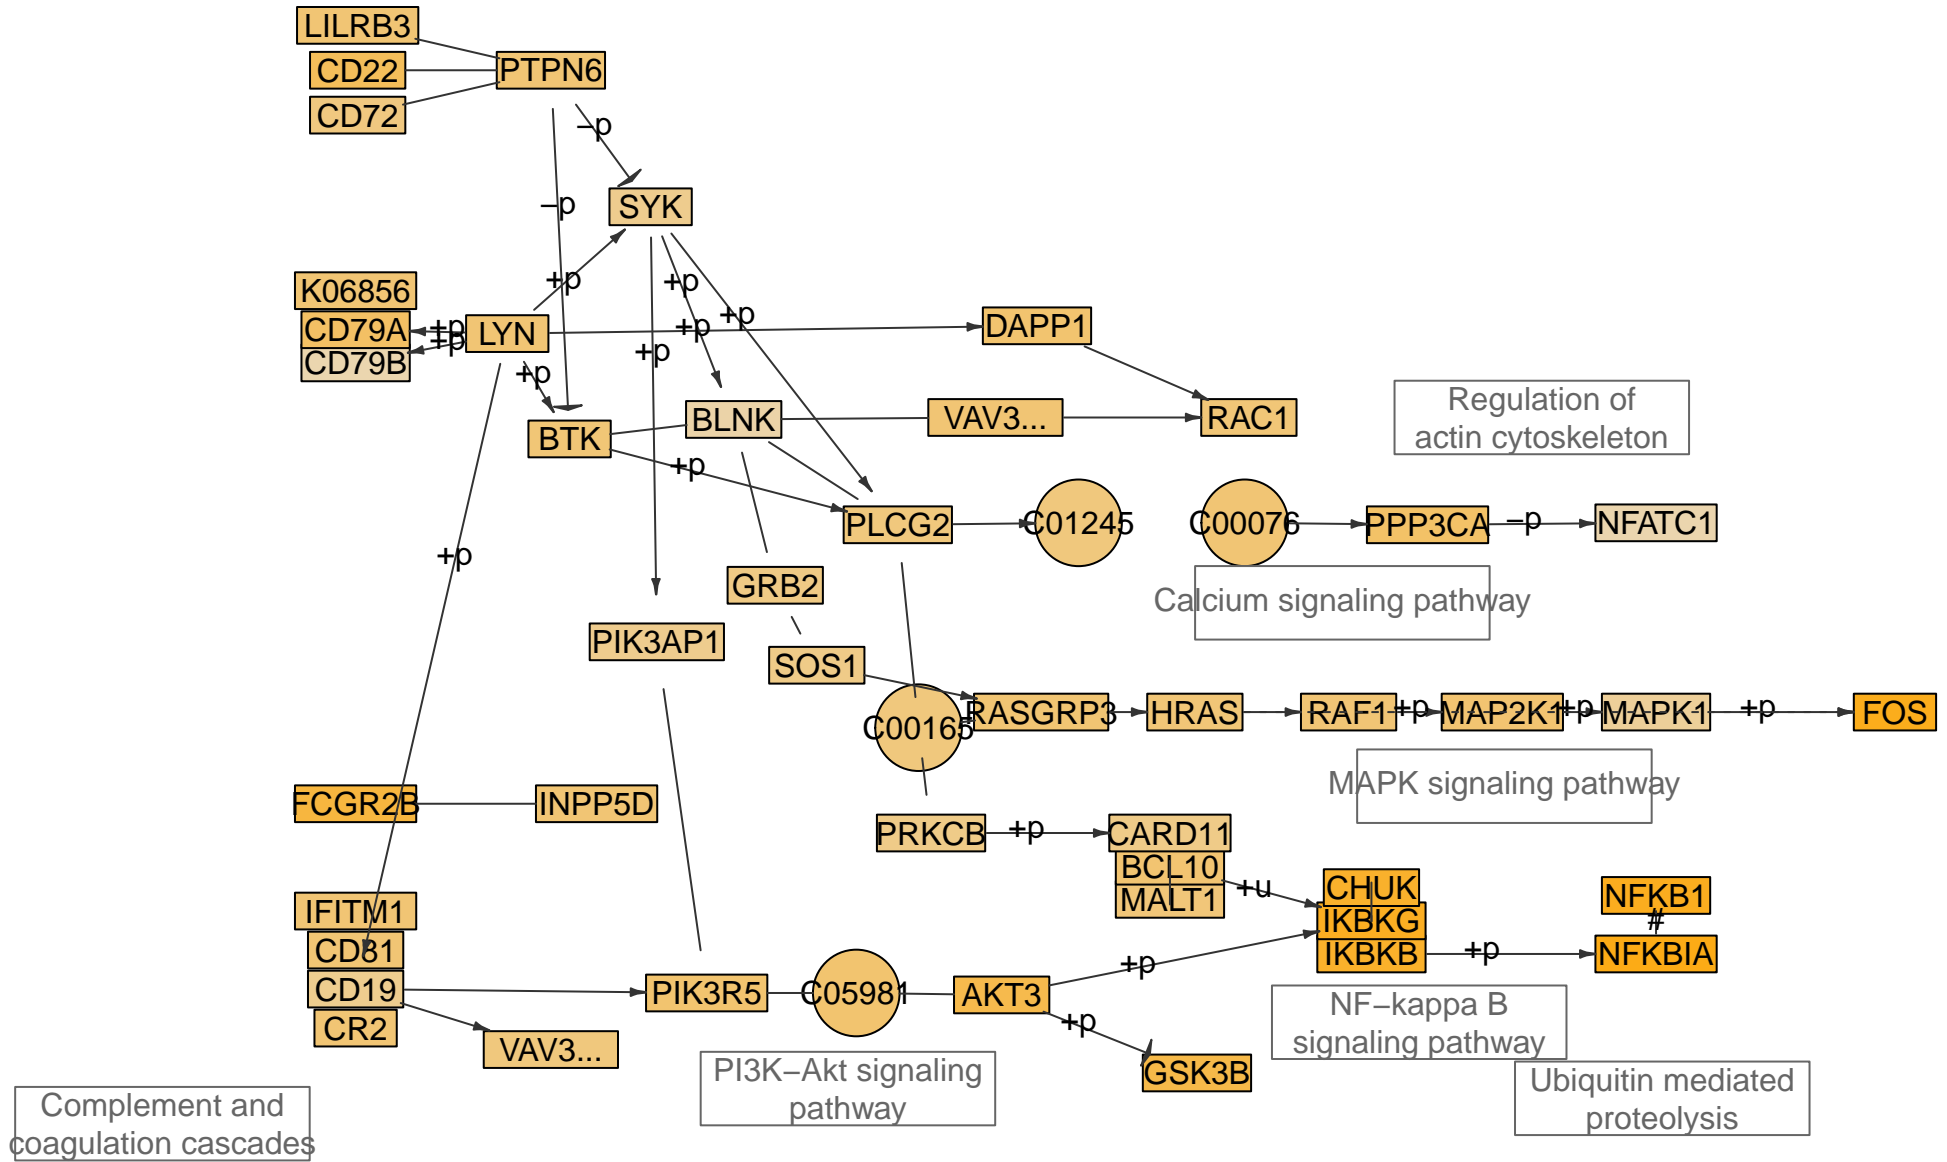 LILRB3
CD22
PTPN6
CD72
−p
SYK
−p
+p
+p
K06856
CD79A
+p
LYN
+p
+p
DAPP1
CD79B
+p
+p
+p
BTK
BLNK
VAV3...
RAC1
Regulation of
actin cytoskeleton
+p
PLCG2
C01245
C00076
PPP3CA
−p
NFATC1
+p
GRB2
Calcium signaling pathway
PIK3AP1
SOS1
C00165
RASGRP3
HRAS
RAF1
+p
MAP2K1
+p
MAPK1
+p
FOS
MAPK signaling pathway
FCGR2B
INPP5D
PRKCB
+p
CARD11
BCL10
MALT1
+u
CHUK
IKBKG
IKBKB
NFKB1
#
+p
NFKBIA
IFITM1
CD81
CD19
CR2
VAV3...
PIK3R5
C05981
AKT3
+p
+p
GSK3B
NF−kappa B
signaling pathway
PI3K−Akt signaling
pathway
Ubiquitin mediated
proteolysis
Complement and
coagulation cascades